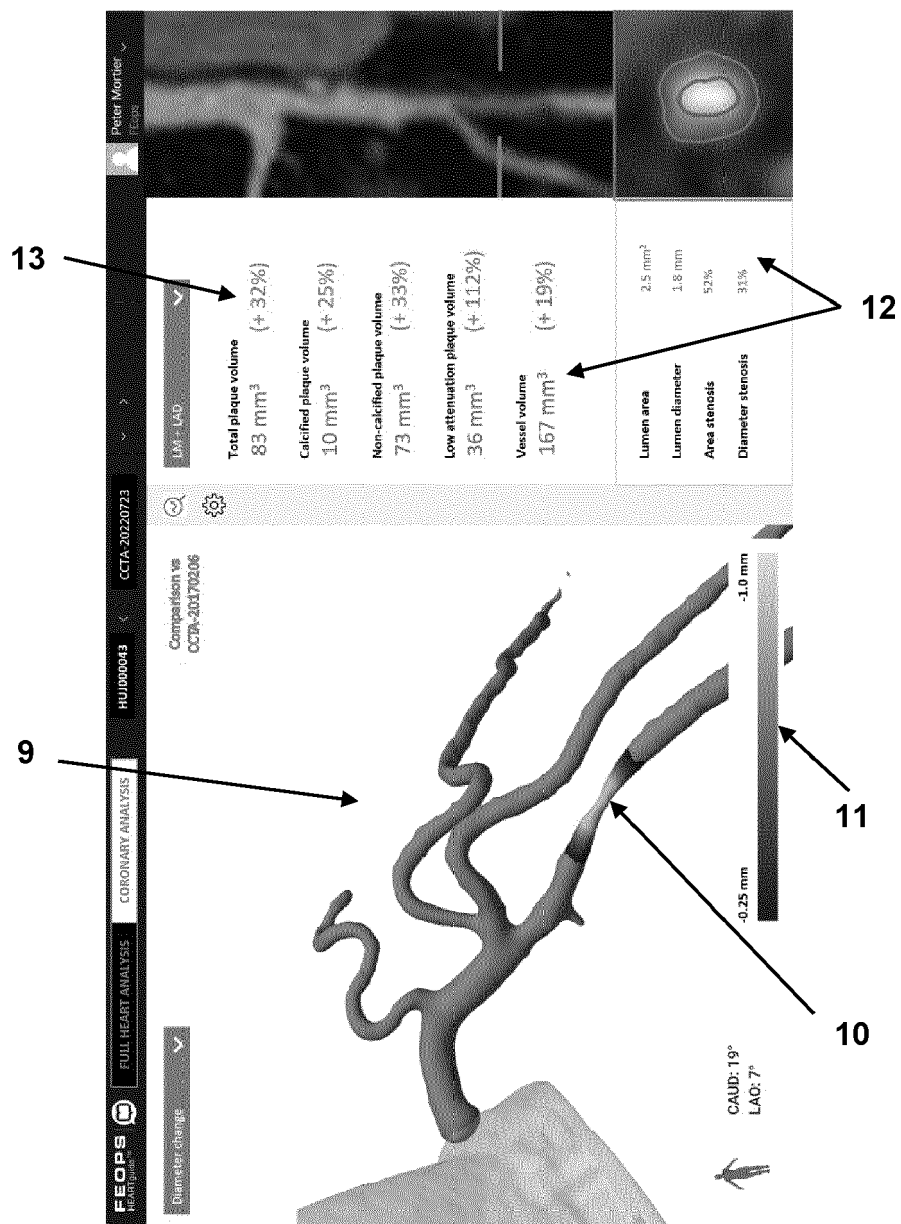 FEOPS
HEARTguide™
FULL HEART ANALYSIS
CORONARY ANALYSIS
HUJ000043
CCTA-20220723
Peter Mortier
FEops
Diameter change
Comparison vs
CCTA-20170206
CAUD: 19°
LAO: 7°
-0.25 mm
-1.0 mm
LM - LAD
Total plaque volume
83 mm³ (+ 32%)
Calcified plaque volume
10 mm³ (+ 25%)
Non-calcified plaque volume
73 mm³ (+ 33%)
Low attenuation plaque volume
36 mm³ (+ 112%)
Vessel volume
167 mm³ (+ 19%)
Lumen area 2.5 mm²
Lumen diameter 1.8 mm
Area stenosis 52%
Diameter stenosis 31%
9
10
11
12
13